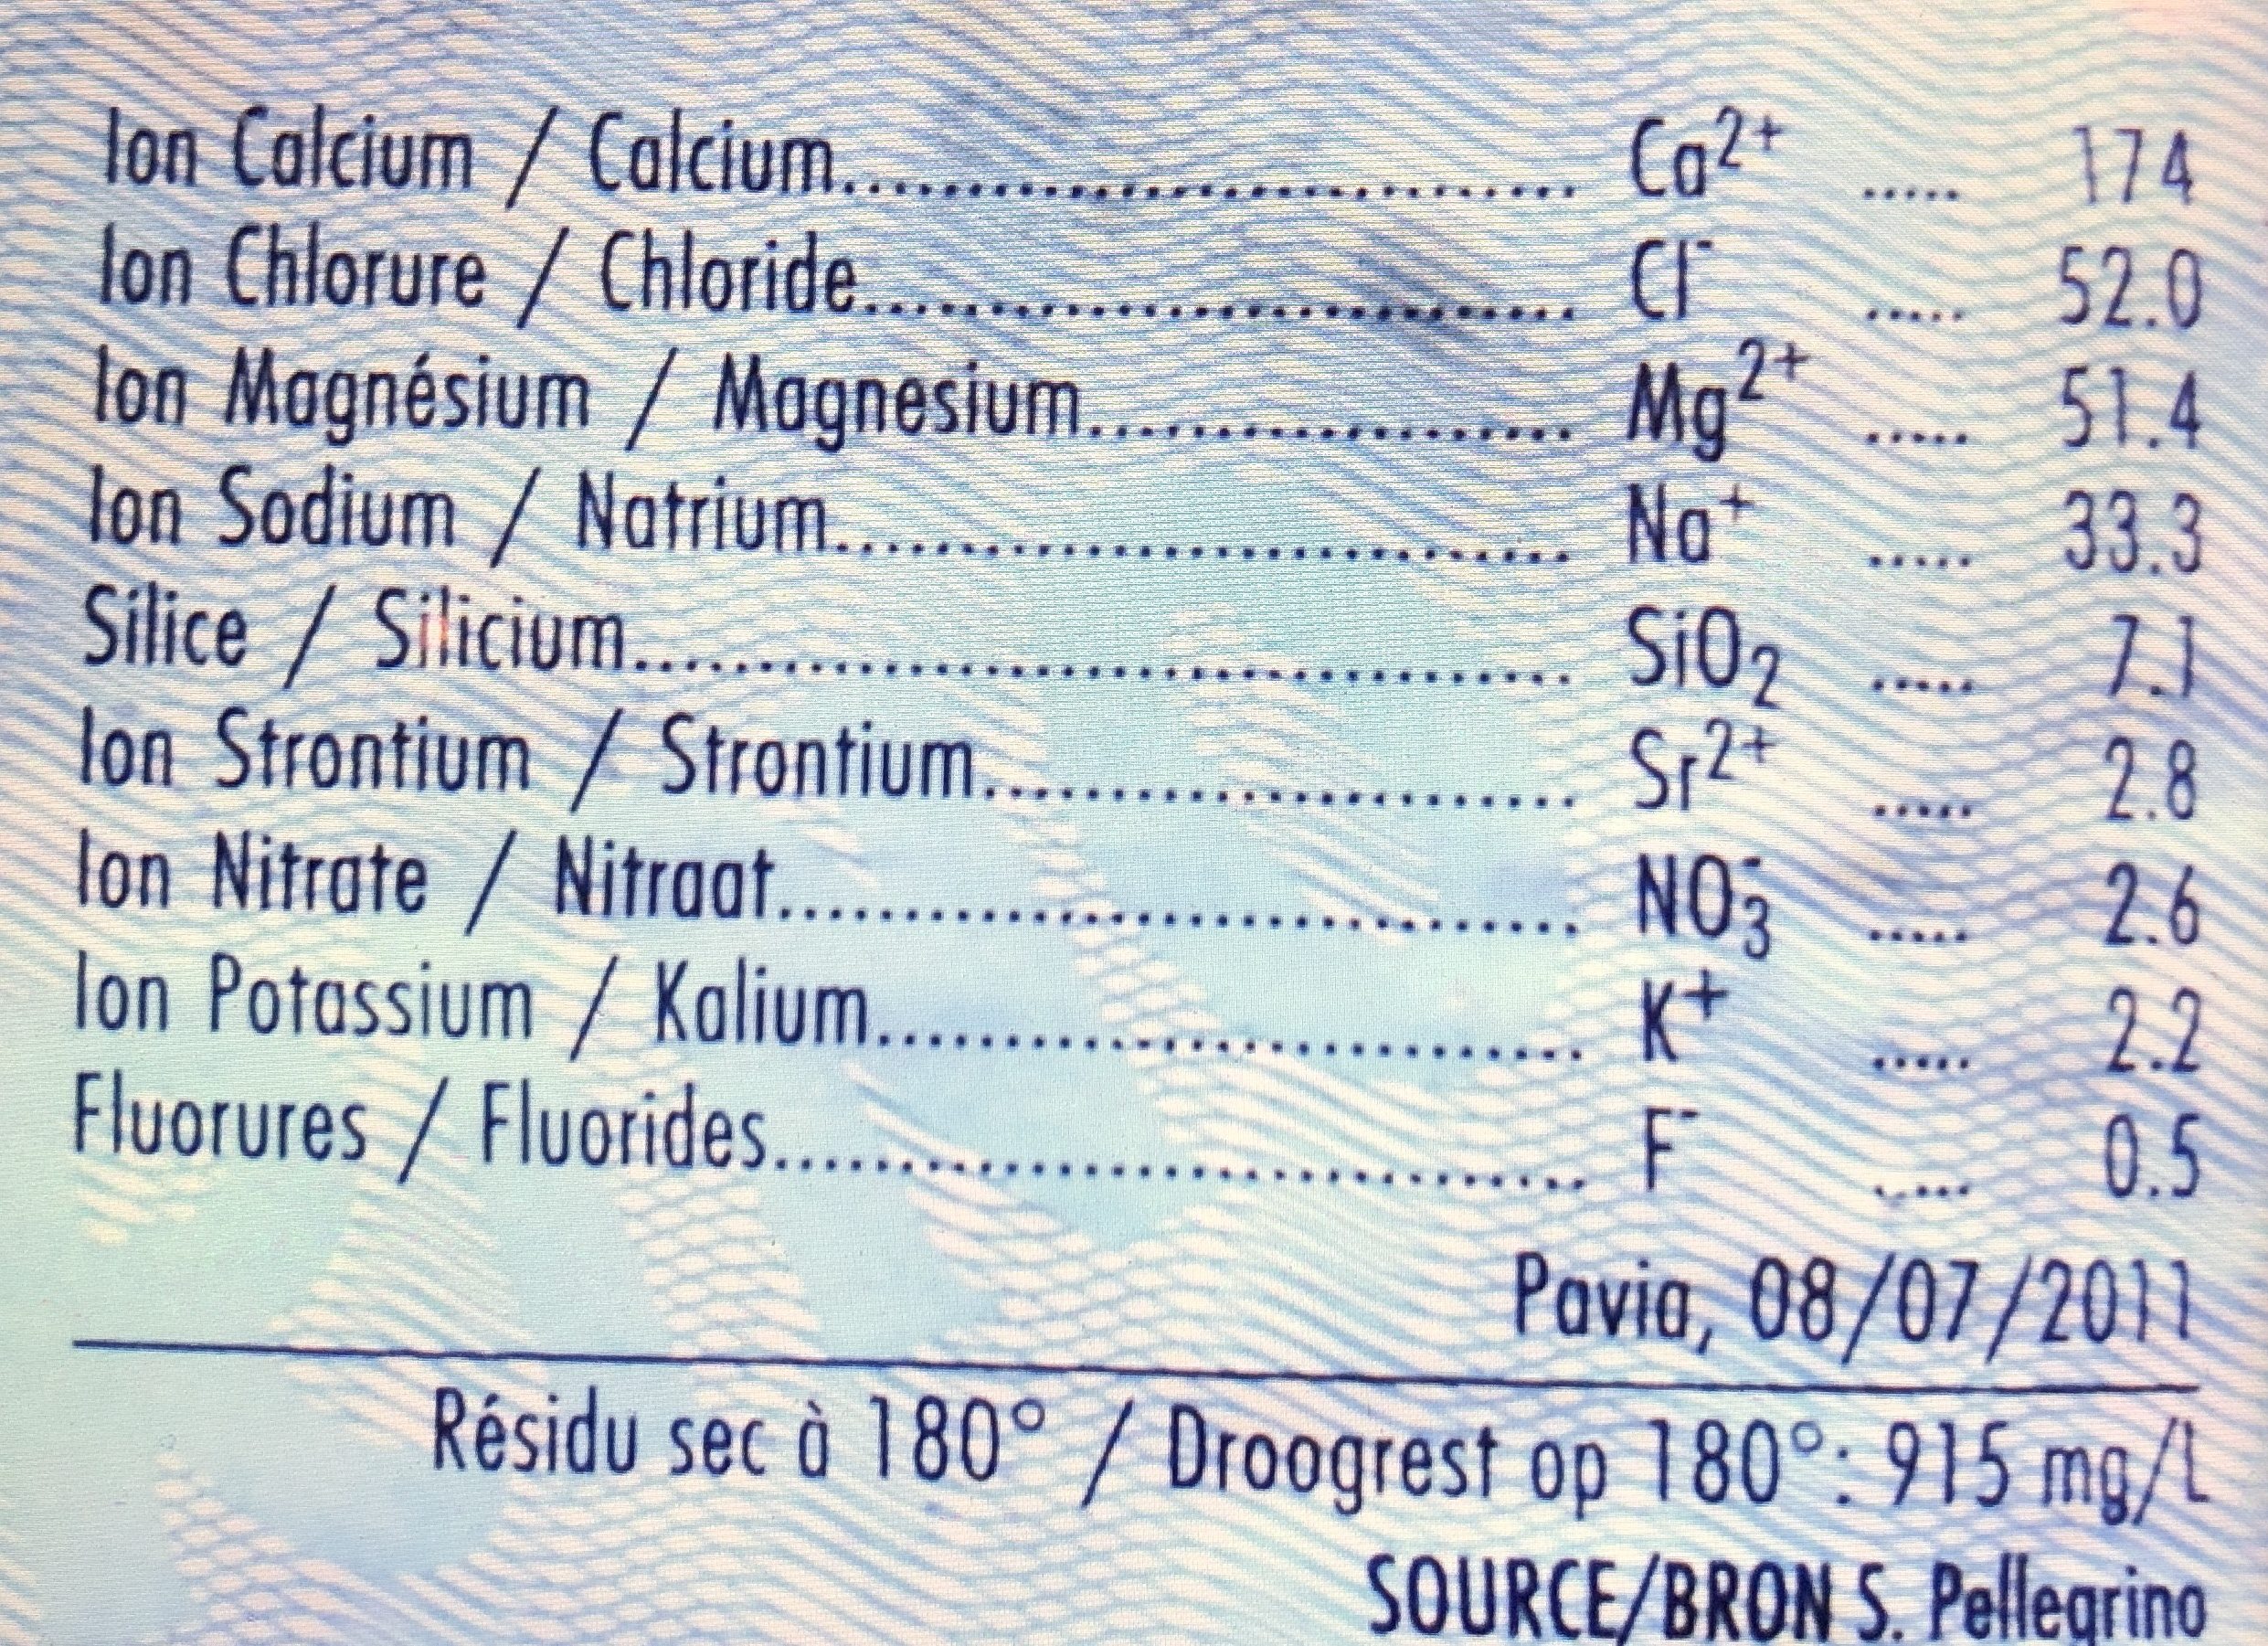 Ion Calcium / Calcium.......................................... Ca²⁺ ..... 174
Ion Chlorure / Chloride......................................... Cl⁻ ..... 52.0
Ion Magnésium / Magnesium............................ Mg²⁺ ..... 51.4
Ion Sodium / Natrium.......................................... Na⁺ ..... 33.3
Silice / Silicium..................................................... SiO₂ ..... 7.1
Ion Strontium / Strontium.................................. Sr²⁺ ..... 2.8
Ion Nitrate / Nitraat.............................................. NO₃⁻ ..... 2.6
Ion Potassium / Kalium........................................ K⁺ ..... 2.2
Fluorures / Fluorides.............................................. F⁻ ..... 0.5
Pavia, 08/07/2011
Résidu sec à 180° / Droogrest op 180°: 915 mg/L
SOURCE/BRON S. Pellegrino